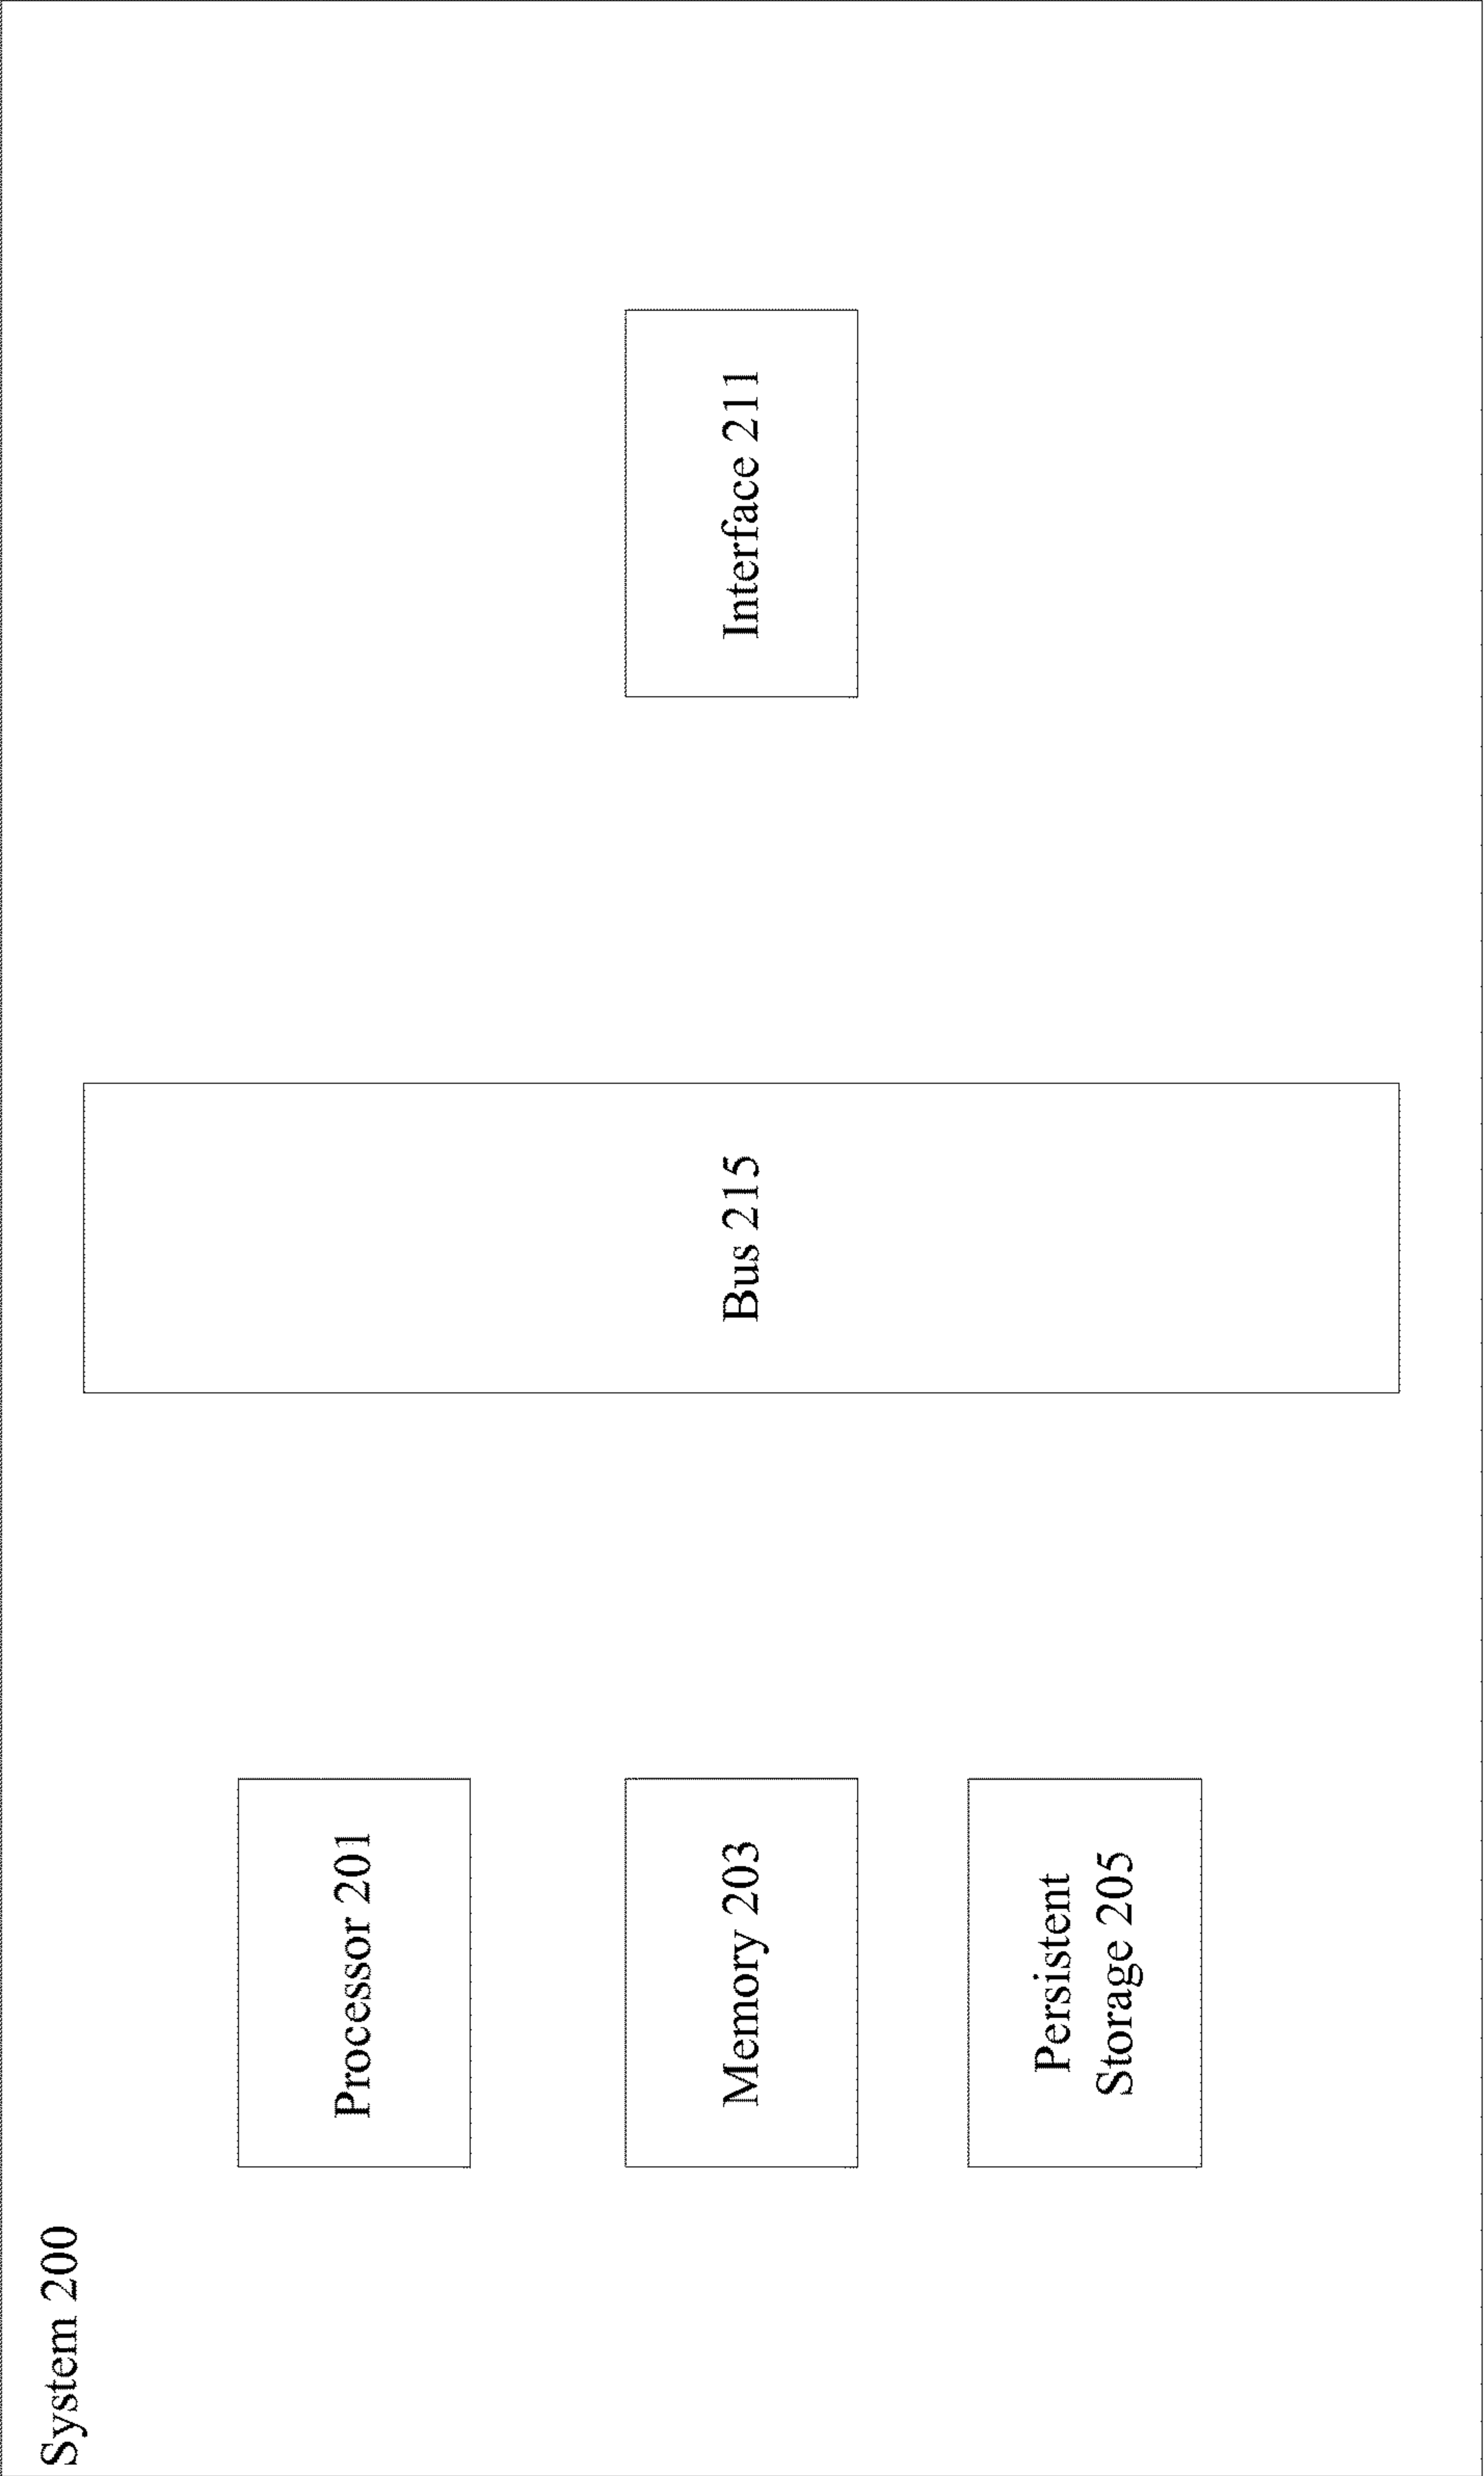 System 200
Processor 201
Memory 203
Persistent
Storage 205
Bus 215
Interface 211